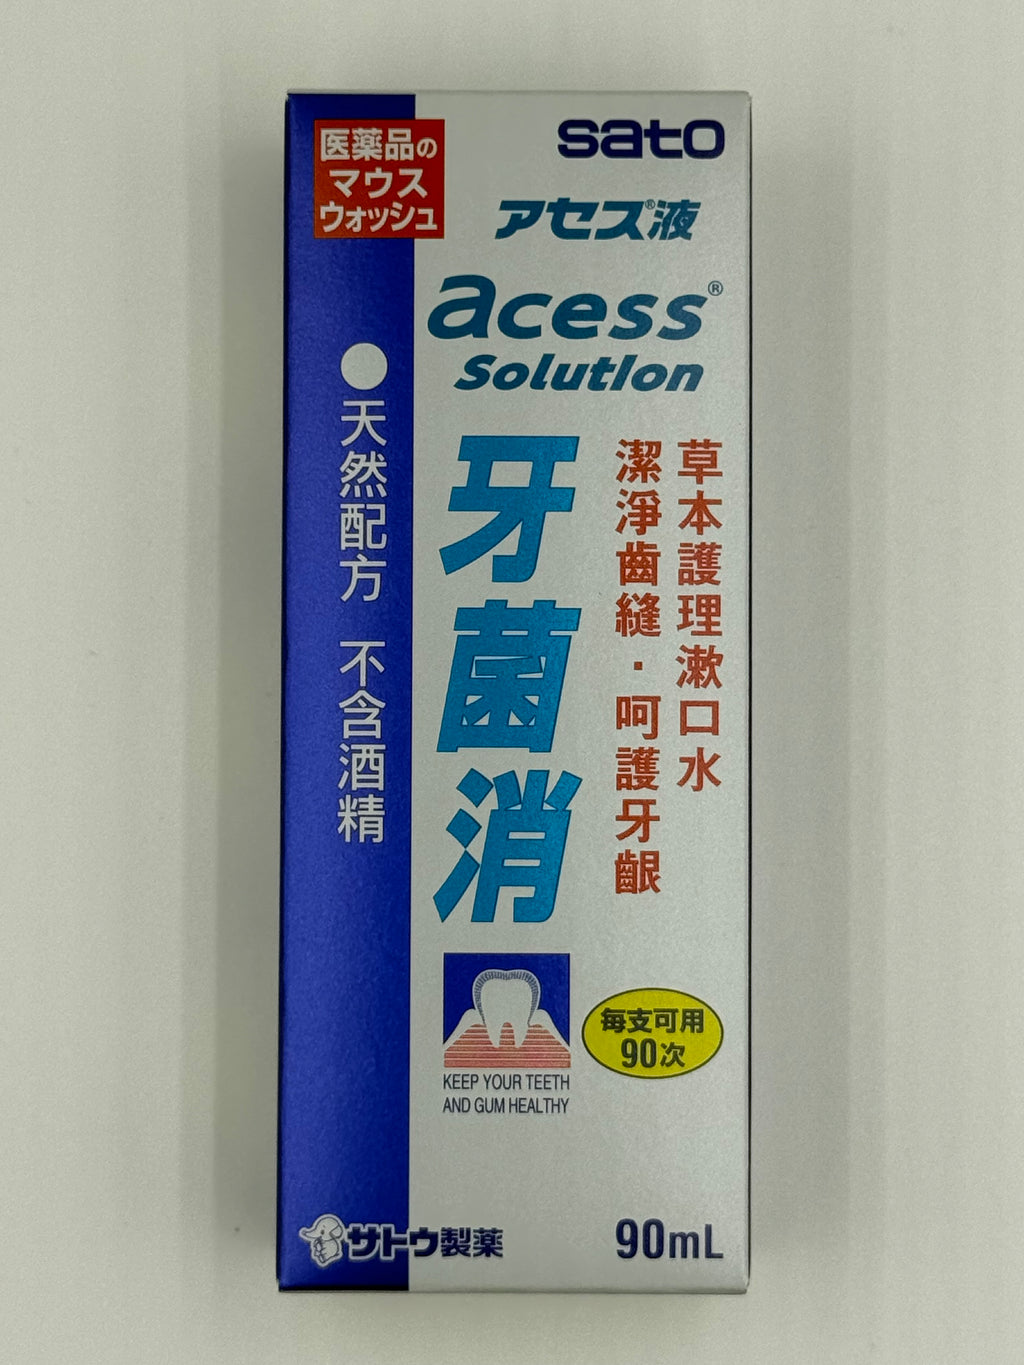 医薬品の
マウス
ウォッシュ
sato
アセス®液
acess®
Solution
●天然配方 不含酒精
牙菌消
草本護理漱口水
潔淨齒縫・呵護牙齦
KEEP YOUR TEETH
AND GUM HEALTHY
每支可用
90次
サトウ製薬
90mL